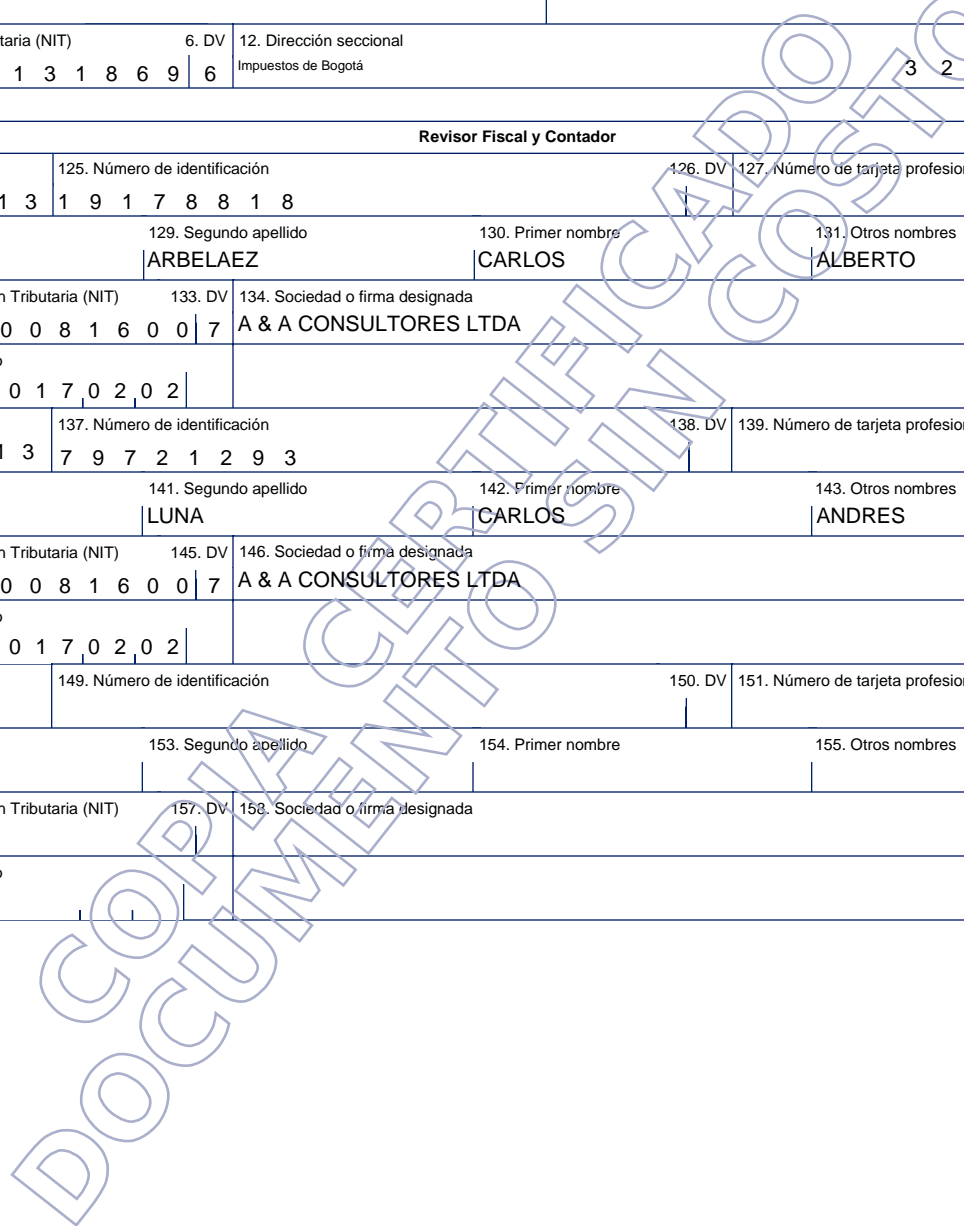 taria (NIT) 6. DV 12. Dirección seccional
1 3 1 8 6 9 6 Impuestos de Bogotá 3 2
Revisor Fiscal y Contador
125. Número de identificación 126. DV 127. Número de tarjeta profesion
1 3 1 9 1 7 8 8 1 8
129. Segundo apellido 130. Primer nombre 131. Otros nombres
ARBELAEZ CARLOS ALBERTO
n Tributaria (NIT) 133. DV 134. Sociedad o firma designada
0 0 8 1 6 0 0 7 A & A CONSULTORES LTDA
o
0 1 7 0 2 0 2
137. Número de identificación 138. DV 139. Número de tarjeta profesion
1 3 7 9 7 2 1 2 9 3
141. Segundo apellido 142. Primer nombre 143. Otros nombres
LUNA CARLOS ANDRES
n Tributaria (NIT) 145. DV 146. Sociedad o firma designada
0 0 8 1 6 0 0 7 A & A CONSULTORES LTDA
o
0 1 7 0 2 0 2
149. Número de identificación 150. DV 151. Número de tarjeta profesion
153. Segundo apellido 154. Primer nombre 155. Otros nombres
n Tributaria (NIT) 157. DV 158. Sociedad o firma designada
o
COPIA CERTIFICADO
DOCUMENTO SIN COSTO